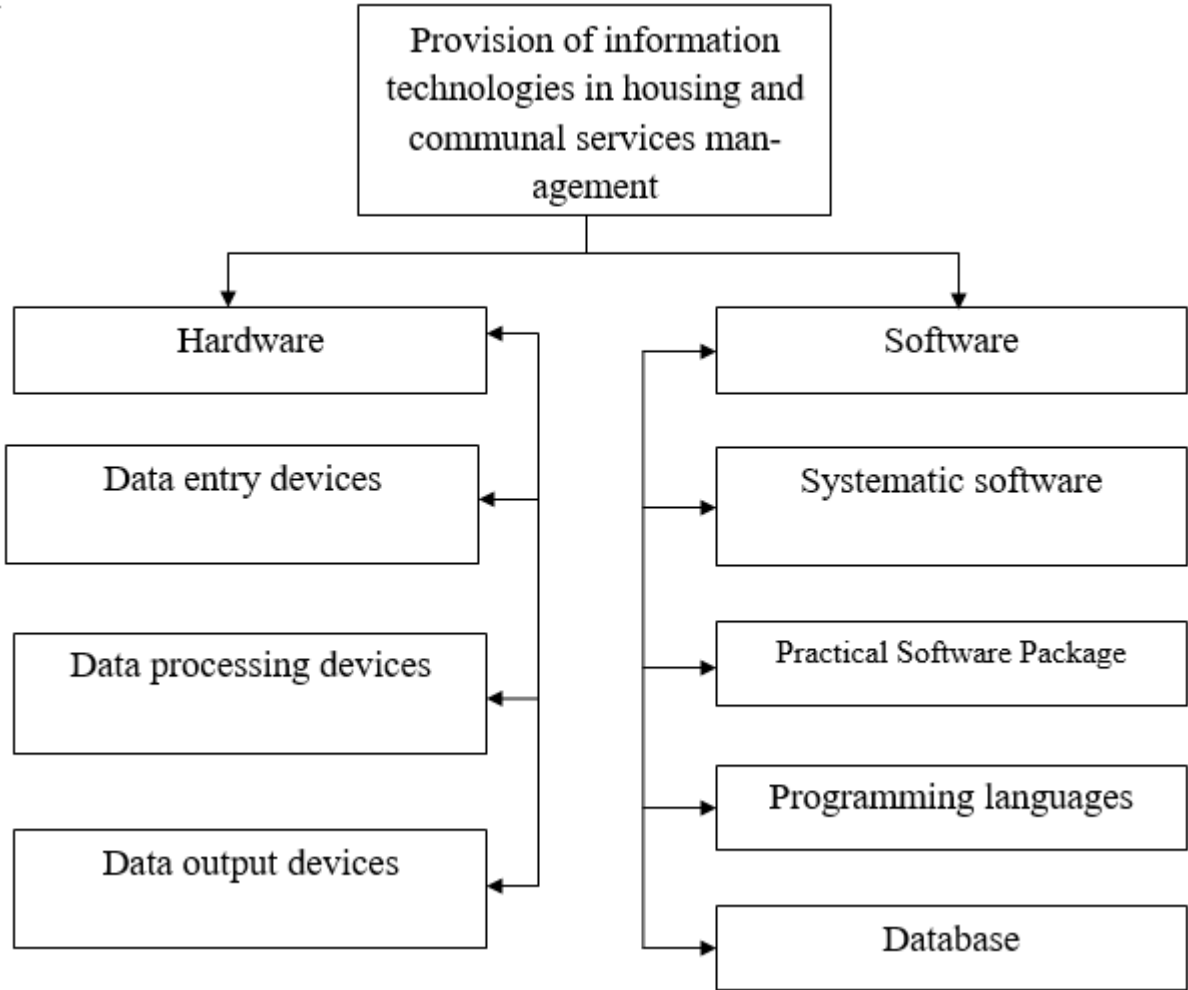 Provision of information
technologies in housing and
communal services man-
agement
Hardware
Data entry devices
Data processing devices
Data output devices
Software
Systematic software
Practical Software Package
Programming languages
Database